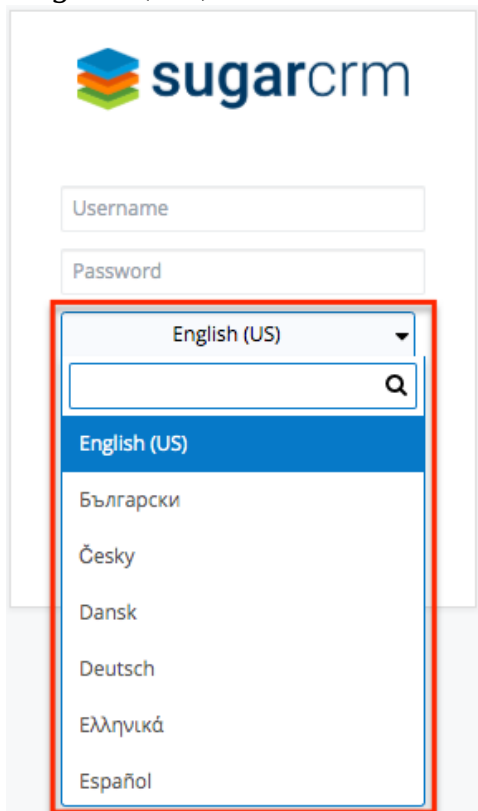 sugarcrm
Username
Password
English (US)
English (US)
Български
Česky
Dansk
Deutsch
Ελληνικά
Español